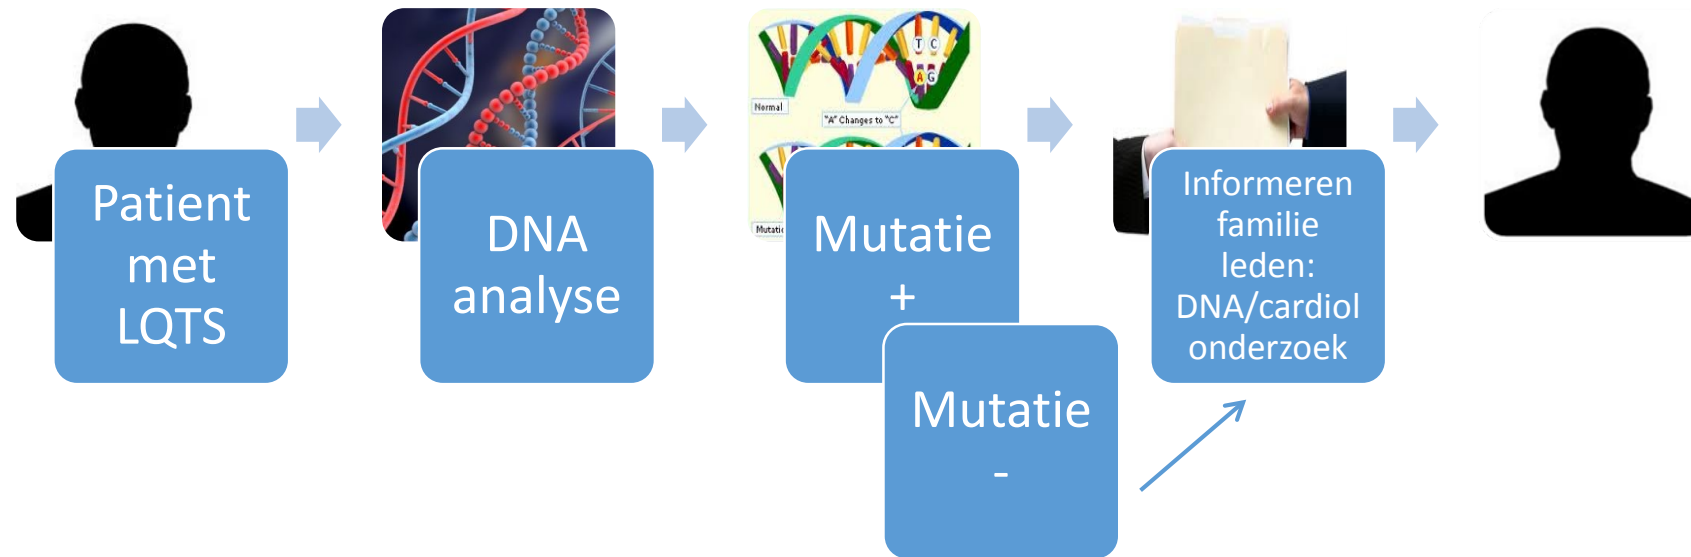 Patient
met
LQTS
DNA
analyse
Normal
T C
A G
"A" Changes to "C"
Mutatie
+
Mutatie
-
Informeren
familie
leden:
DNA/cardiol
onderzoek